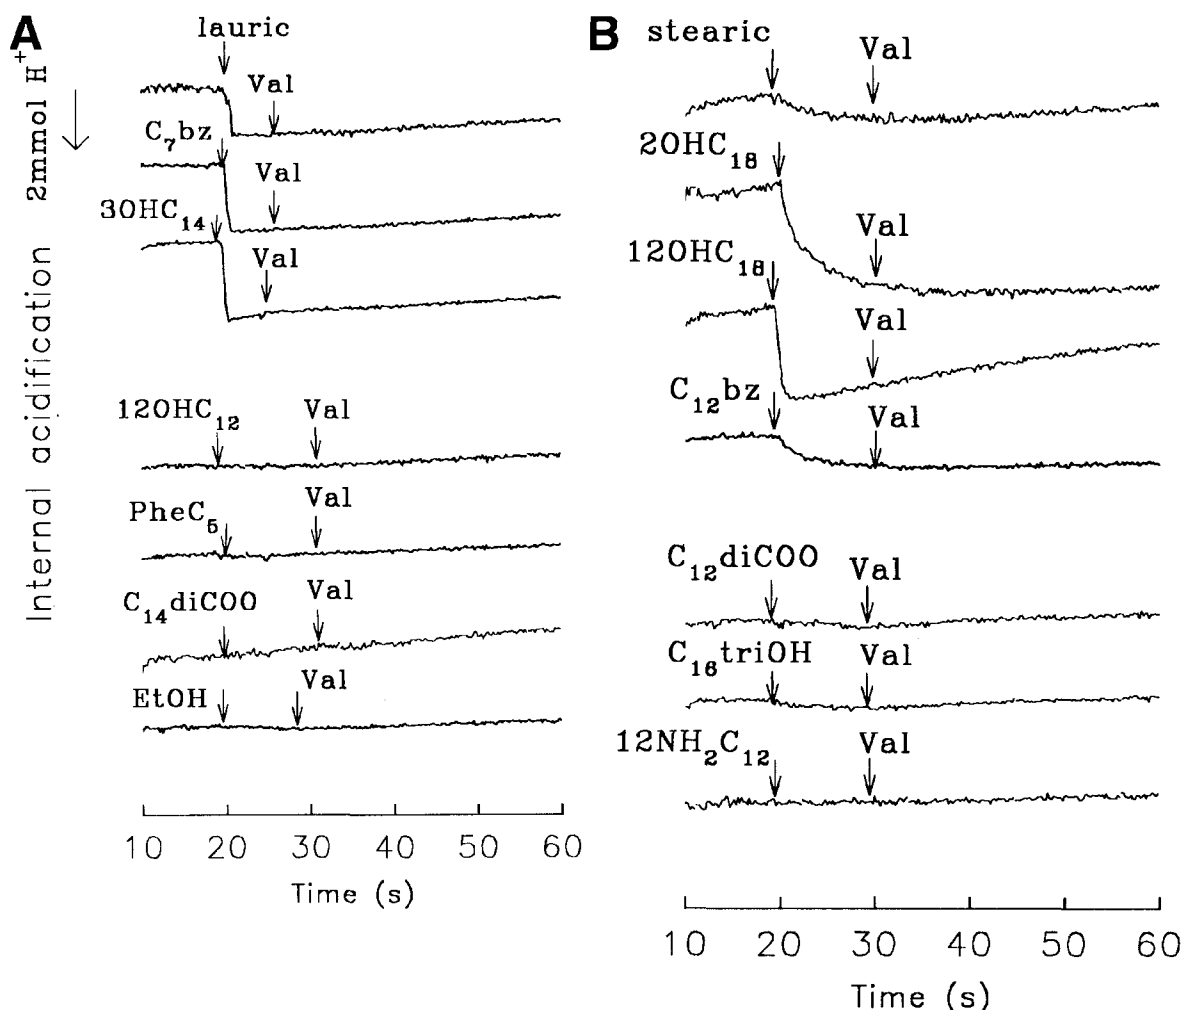 A
lauric
Val
C7bz
Val
3OHC14
Val
12OHC12
Val
PheC5
Val
C14diCOO
Val
EtOH
Val
10 20 30 40 50 60
Time (s)
Internal acidification 2mmol H+
B
stearic
Val
2OHC18
Val
12OHC18
Val
C12bz
Val
C12diCOO
Val
C16triOH
Val
12NH2C12
Val
10 20 30 40 50 60
Time (s)